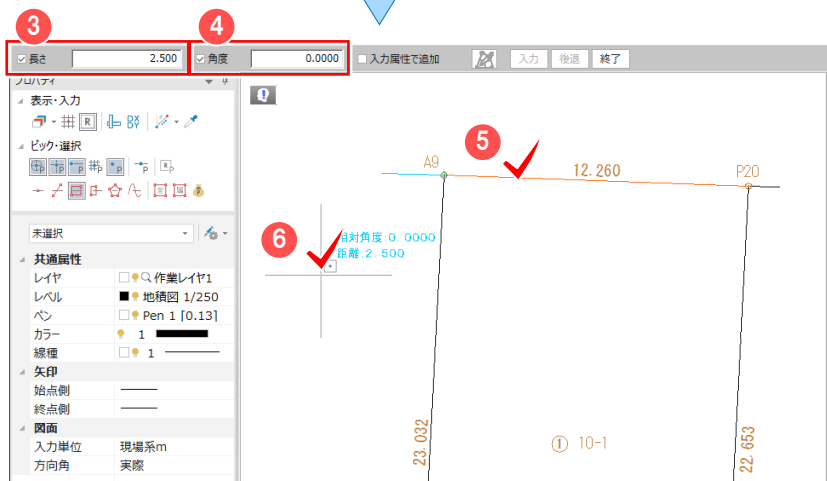 3
4
長さ 2.500 角度 0.0000 入力属性で追加 入力 後退 終了
プロパティ
表示・入力
R
ピック・選択
未選択
共通属性
レイヤ 作業レイヤ1
レベル 地積図 1/250
ペン Pen 1 [0.13]
カラー 1
線種 1
矢印
始点側
終点側
図面
入力単位 現場系m
方向角 実際
5
A9
12.260
P20
6
相対角度:0.0000
距離:2.500
23.032
① 10-1
22.653